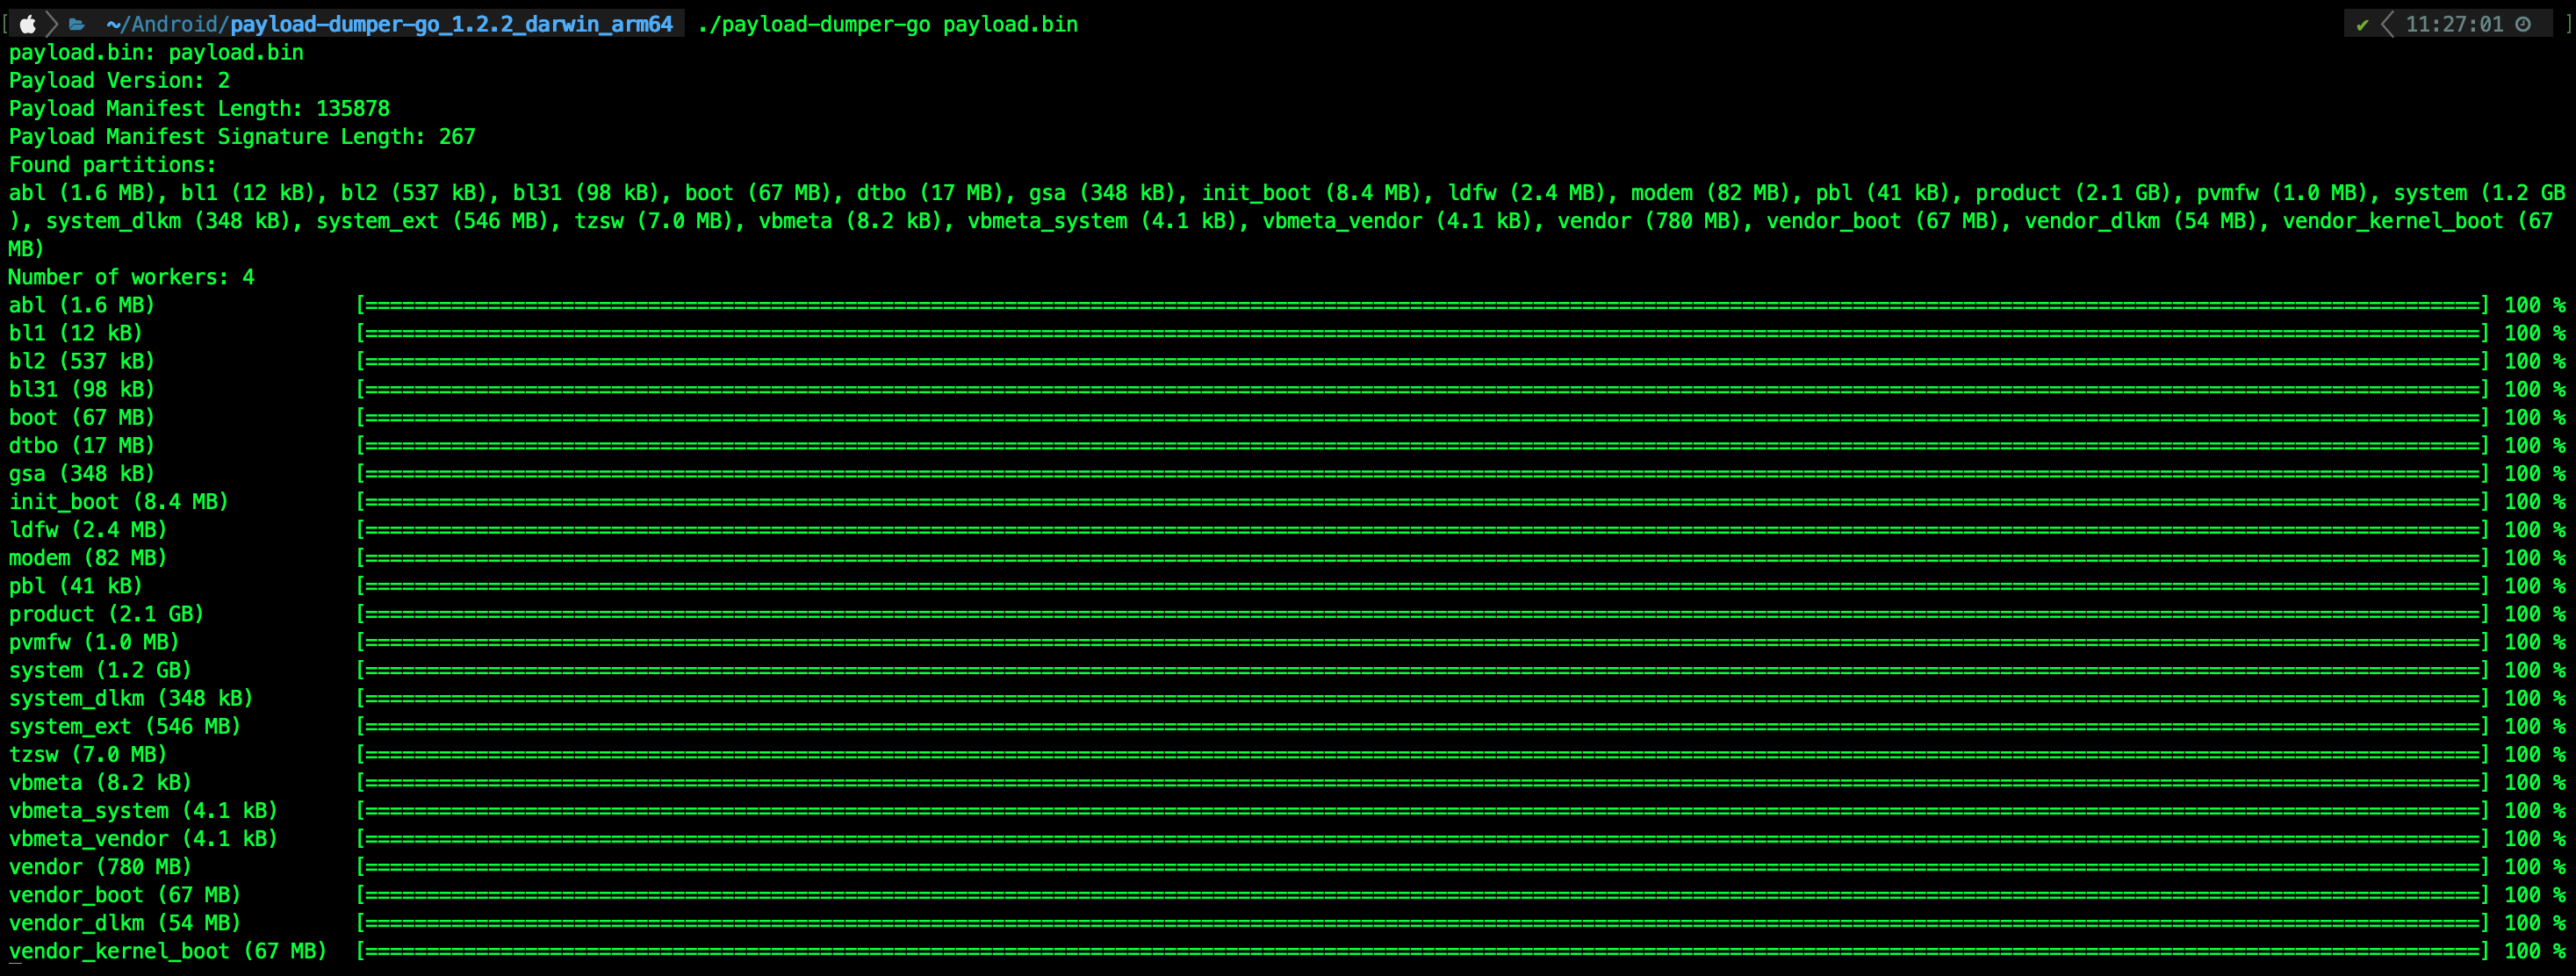 ~/Android/payload-dumper-go_1.2.2_darwin_arm64 ./payload-dumper-go payload.bin ✔ 11:27:01
payload.bin: payload.bin
Payload Version: 2
Payload Manifest Length: 135878
Payload Manifest Signature Length: 267
Found partitions:
abl (1.6 MB), bl1 (12 kB), bl2 (537 kB), bl31 (98 kB), boot (67 MB), dtbo (17 MB), gsa (348 kB), init_boot (8.4 MB), ldfw (2.4 MB), modem (82 MB), pbl (41 kB), product (2.1 GB), pvmfw (1.0 MB), system (1.2 GB
), system_dlkm (348 kB), system_ext (546 MB), tzsw (7.0 MB), vbmeta (8.2 kB), vbmeta_system (4.1 kB), vbmeta_vendor (4.1 kB), vendor (780 MB), vendor_boot (67 MB), vendor_dlkm (54 MB), vendor_kernel_boot (67
MB)
Number of workers: 4
abl (1.6 MB) 100 %
bl1 (12 kB) 100 %
bl2 (537 kB) 100 %
bl31 (98 kB) 100 %
boot (67 MB) 100 %
dtbo (17 MB) 100 %
gsa (348 kB) 100 %
init_boot (8.4 MB) 100 %
ldfw (2.4 MB) 100 %
modem (82 MB) 100 %
pbl (41 kB) 100 %
product (2.1 GB) 100 %
pvmfw (1.0 MB) 100 %
system (1.2 GB) 100 %
system_dlkm (348 kB) 100 %
system_ext (546 MB) 100 %
tzsw (7.0 MB) 100 %
vbmeta (8.2 kB) 100 %
vbmeta_system (4.1 kB) 100 %
vbmeta_vendor (4.1 kB) 100 %
vendor (780 MB) 100 %
vendor_boot (67 MB) 100 %
vendor_dlkm (54 MB) 100 %
vendor_kernel_boot (67 MB) 100 %